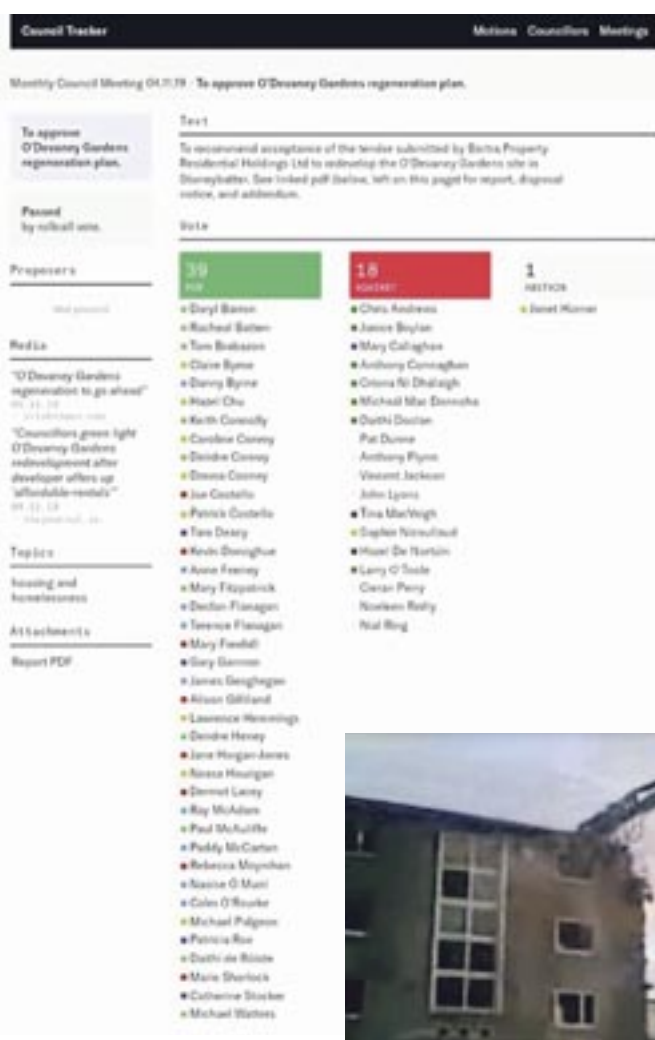 Council Tracker
Motions Councillors Meetings
Monthly Council Meeting 04.11.19 - To approve O'Devaney Gardens regeneration plan.
To approve
O'Devaney Gardens
regeneration plan.
Passed
by rollcall vote.
Proposers
Media
"O'Devaney Gardens
regeneration to go ahead"
"Councillors green light
O'Devaney Gardens
redevelopment after
developer offers up
'affordable-rentals'"
Topics
housing and
homelessness
Attachments
Report PDF
Text
To recommend acceptance of the tender submitted by Bartra Property
Residential Holdings Ltd to redevelop the O'Devaney Gardens site in
Stoneybatter. See linked pdf (below, left on this page) for report, disposal
notice, and addendum.
Vote
39
FOR
Daryl Barron
Racheal Batten
Tom Brabazon
Claire Byrne
Danny Byrne
Hazel Chu
Keith Connolly
Caroline Conroy
Deirdre Conroy
Donna Cooney
Joe Costello
Patrick Costello
Tara Deacy
Kevin Donoghue
Anne Feeney
Mary Fitzpatrick
Declan Flanagan
Terence Flanagan
Mary Freehill
Gary Gannon
James Geoghegan
Alison Gilliland
Lawrence Hemmings
Deirdre Heney
Jane Horgan-Jones
Neasa Hourigan
Dermot Lacey
Ray McAdam
Paul McAuliffe
Paddy McCartan
Rebecca Moynihan
Naoise Ó Muirí
Colm O'Rourke
Michael Pidgeon
Patricia Roe
Daithí de Róiste
Marie Sherlock
Catherine Stocker
Michael Watters
18
AGAINST
Chris Andrews
Janice Boylan
Mary Callaghan
Anthony Connaghan
Críona Ní Dhálaigh
Micheál Mac Donncha
Daithí Doolan
Pat Dunne
Anthony Flynn
Vincent Jackson
John Lyons
Tina MacVeigh
Sophie Nicoullaud
Hazel De Nortúin
Larry O'Toole
Cieran Perry
Noeleen Reilly
Nial Ring
1
ABSTAIN
Janet Horner